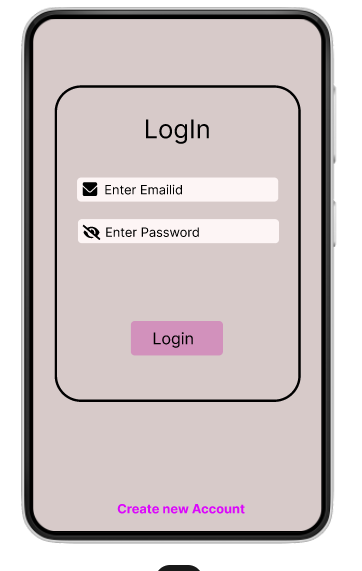 LogIn
Enter Emailid
Enter Password
Login
Create new Account